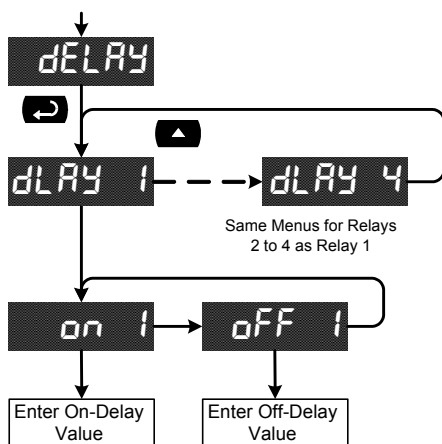 dELAY
dLAY 1
dLAY 4
Same Menus for Relays
2 to 4 as Relay 1
on 1
oFF 1
Enter On-Delay
Value
Enter Off-Delay
Value